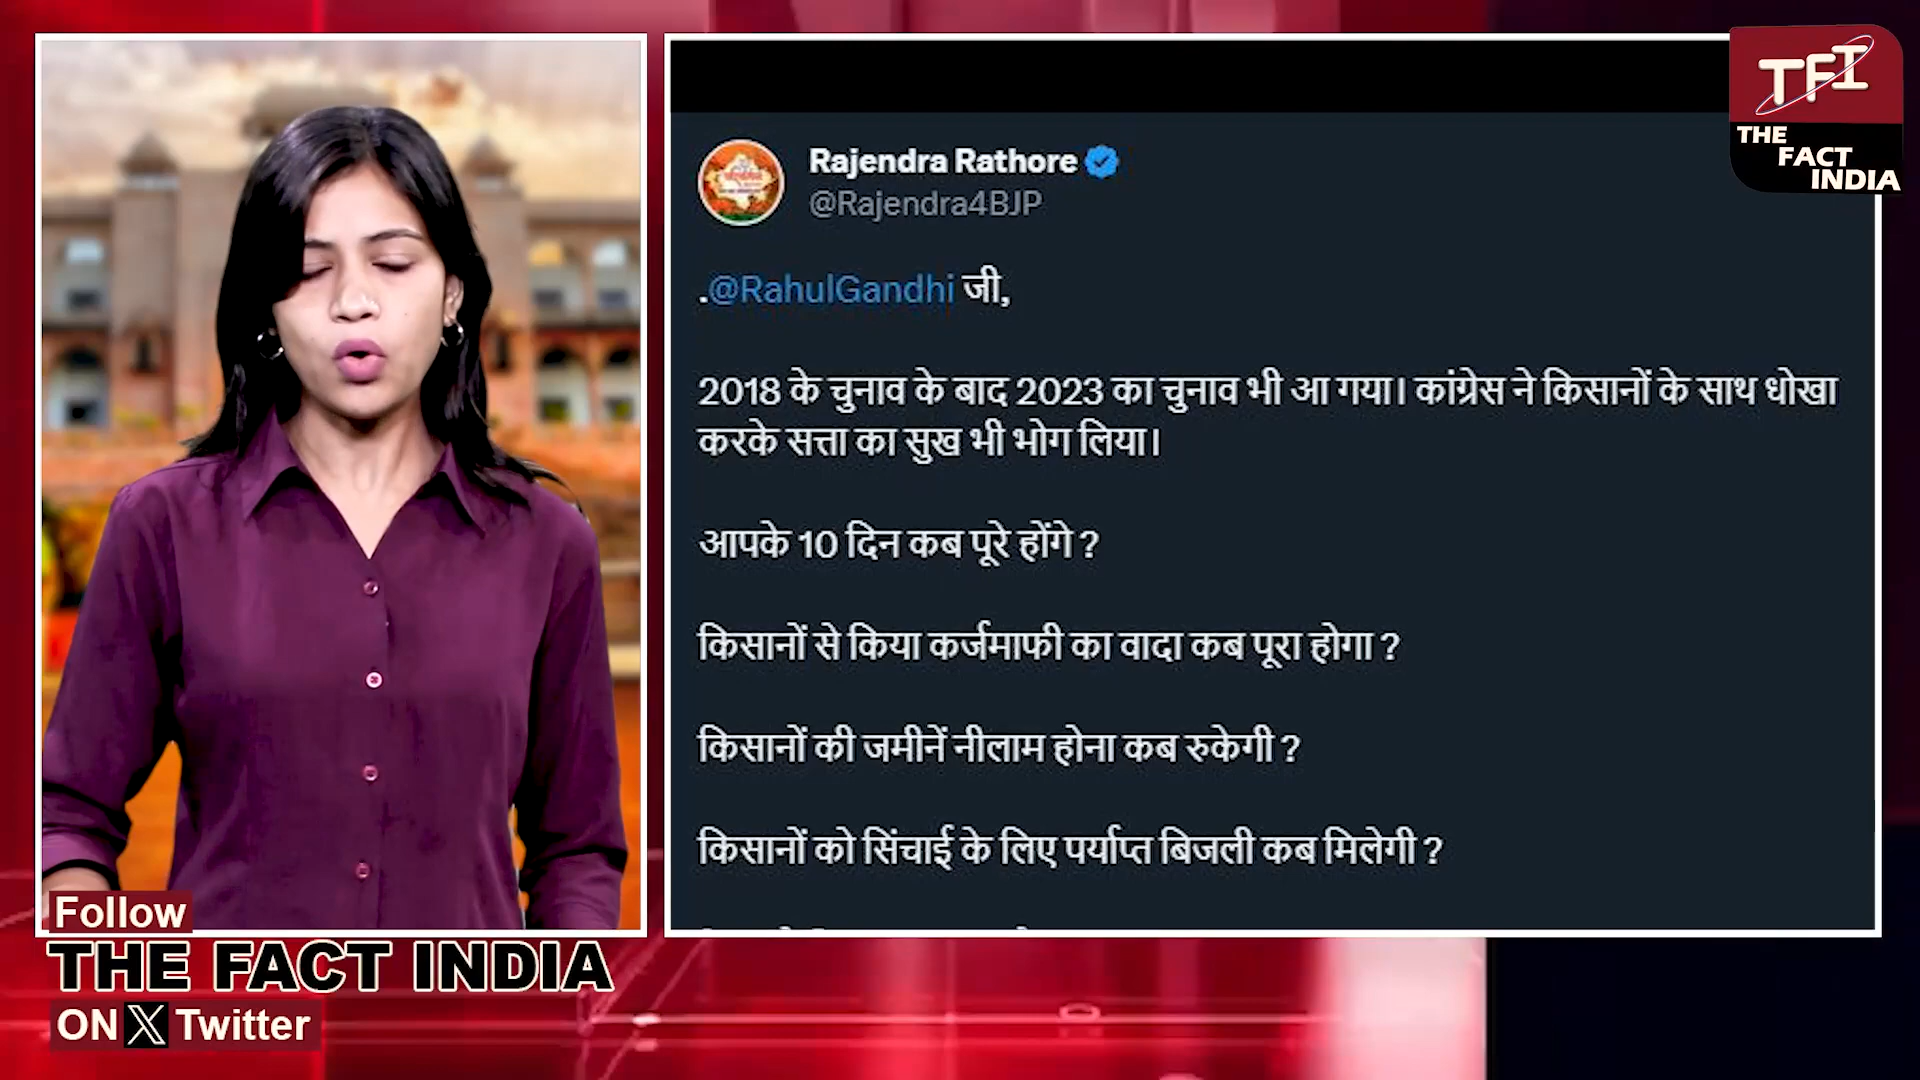 TFI
THE
FACT
INDIA
Rajendra Rathore
@Rajendra4BJP
.@RahulGandhi जी,
2018 के चुनाव के बाद 2023 का चुनाव भी आ गया। कांग्रेस ने किसानों के साथ धोखा
करके सत्ता का सुख भी भोग लिया।
आपके 10 दिन कब पूरे होंगे ?
किसानों से किया कर्जमाफी का वादा कब पूरा होगा ?
किसानों की जमीनें नीलाम होना कब रुकेगी ?
किसानों को सिंचाई के लिए पर्याप्त बिजली कब मिलेगी ?
Follow
THE FACT INDIA
ON X Twitter